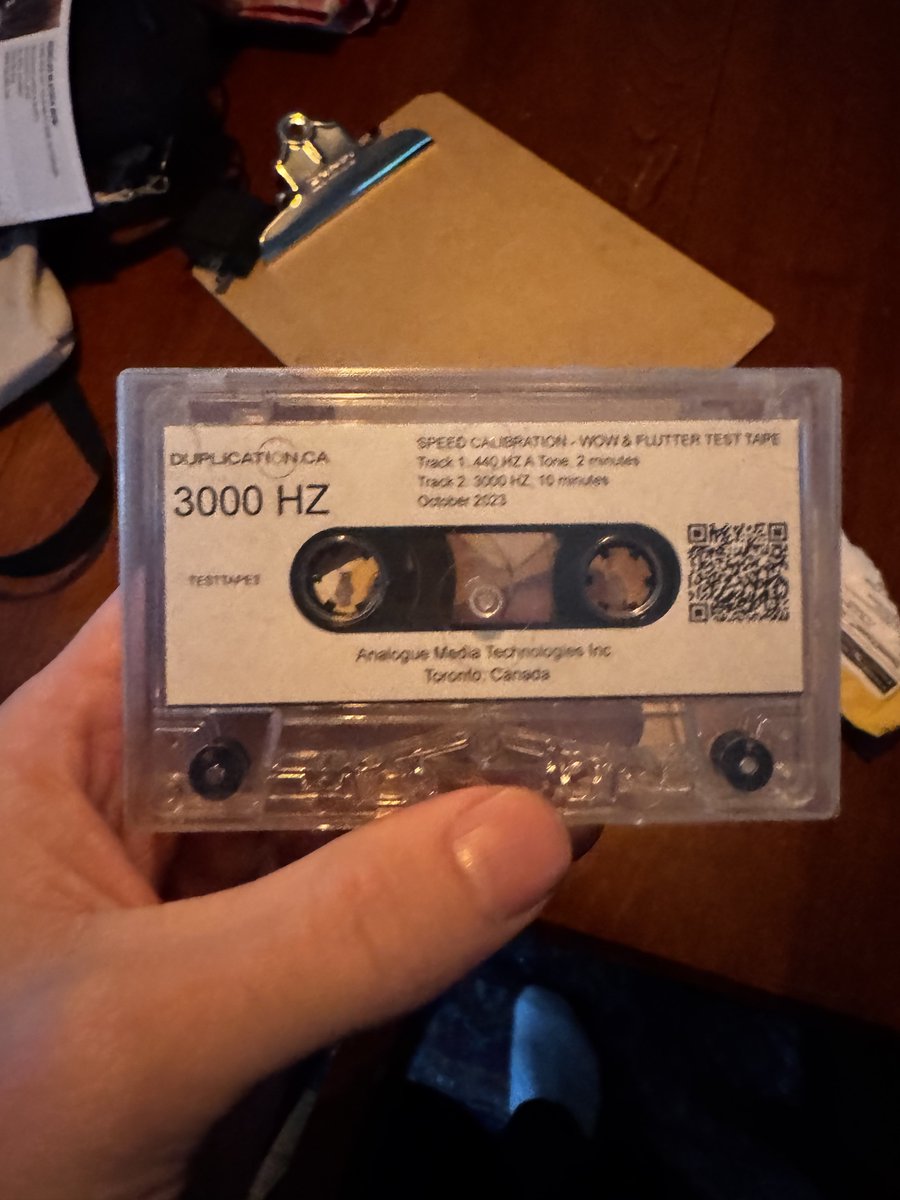 DUPLICATION.CA
3000 HZ
TESTTAPES
SPEED CALIBRATION - WOW & FLUTTER TEST TAPE
Track 1: 440 HZ A Tone, 2 minutes
Track 2: 3000 HZ, 10 minutes
October 2023
Analogue Media Technologies Inc
Toronto, Canada